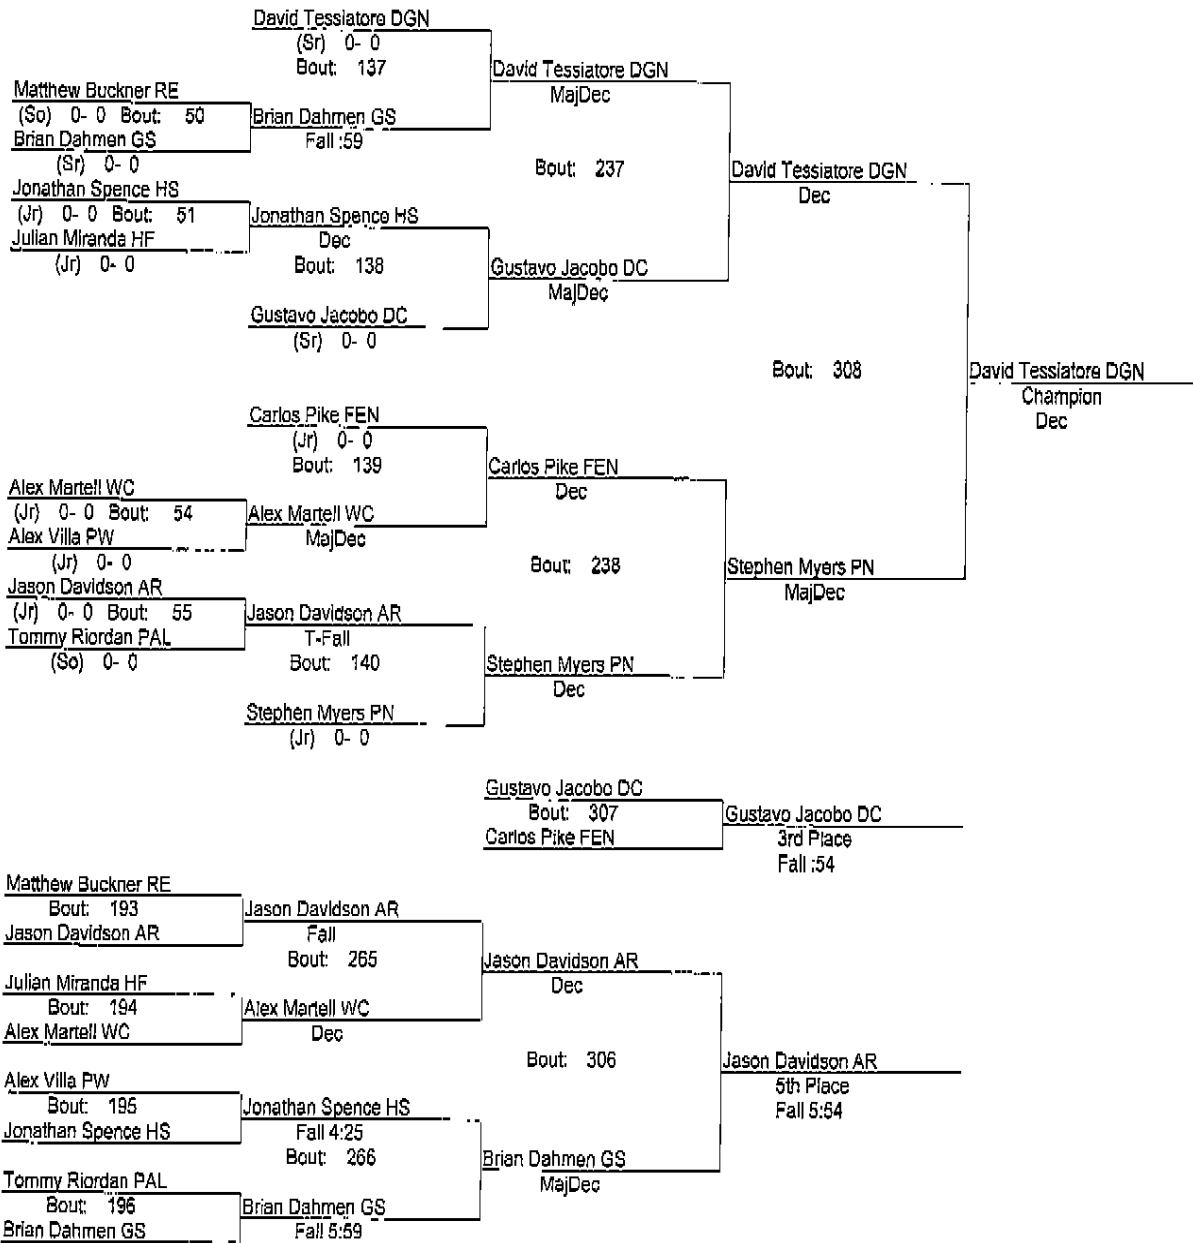 David Tessiatore DGN
(Sr) 0- 0
Bout: 137
David Tessiatore DGN
MajDec
Matthew Buckner RE
(So) 0- 0 Bout: 50
Brian Dahmen GS
Fall :59
Brian Dahmen GS
(Sr) 0- 0
Bout: 237
David Tessiatore DGN
Dec
Jonathan Spence HS
(Jr) 0- 0 Bout: 51
Jonathan Spence HS
Dec
Julian Miranda HF
(Jr) 0- 0
Bout: 138
Gustavo Jacobo DC
MajDec
Gustavo Jacobo DC
(Sr) 0- 0
Bout: 308
David Tessiatore DGN
Champion
Dec
Carlos Pike FEN
(Jr) 0- 0
Bout: 139
Carlos Pike FEN
Dec
Alex Martell WC
(Jr) 0- 0 Bout: 54
Alex Martell WC
MajDec
Alex Villa PW
(Jr) 0- 0
Bout: 238
Stephen Myers PN
MajDec
Jason Davidson AR
(Jr) 0- 0 Bout: 55
Jason Davidson AR
T-Fall
Tommy Riordan PAL
(So) 0- 0
Bout: 140
Stephen Myers PN
Dec
Stephen Myers PN
(Jr) 0- 0
Gustavo Jacobo DC
Bout: 307
Gustavo Jacobo DC
3rd Place
Fall :54
Carlos Pike FEN
Matthew Buckner RE
Bout: 193
Jason Davidson AR
Fall
Jason Davidson AR
Bout: 265
Jason Davidson AR
Dec
Julian Miranda HF
Bout: 194
Alex Martell WC
Dec
Alex Martell WC
Bout: 306
Jason Davidson AR
5th Place
Fall 5:54
Alex Villa PW
Bout: 195
Jonathan Spence HS
Fall 4:25
Jonathan Spence HS
Bout: 266
Brian Dahmen GS
MajDec
Tommy Riordan PAL
Bout: 196
Brian Dahmen GS
Fall 5:59
Brian Dahmen GS